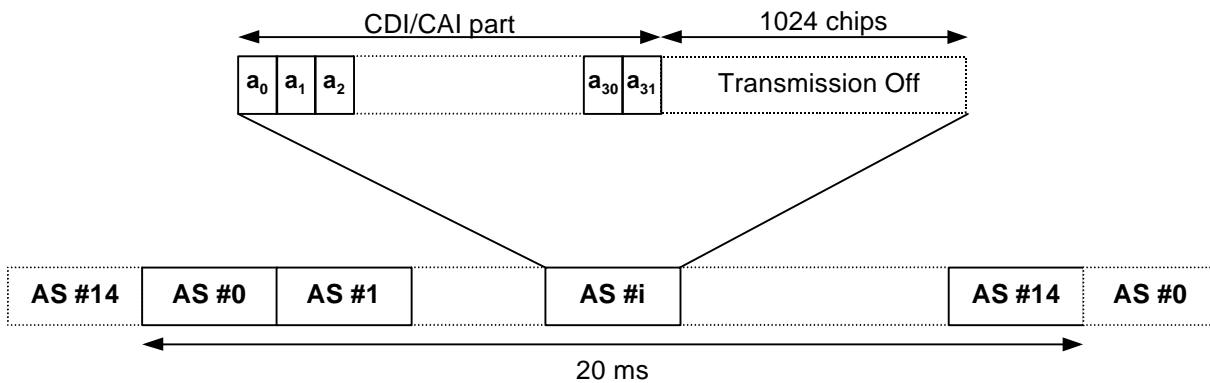 CDI/CAI part 1024 chips
a0 a1 a2 a30 a31 Transmission Off
AS #14 AS #0 AS #1 AS #i AS #14 AS #0
20 ms